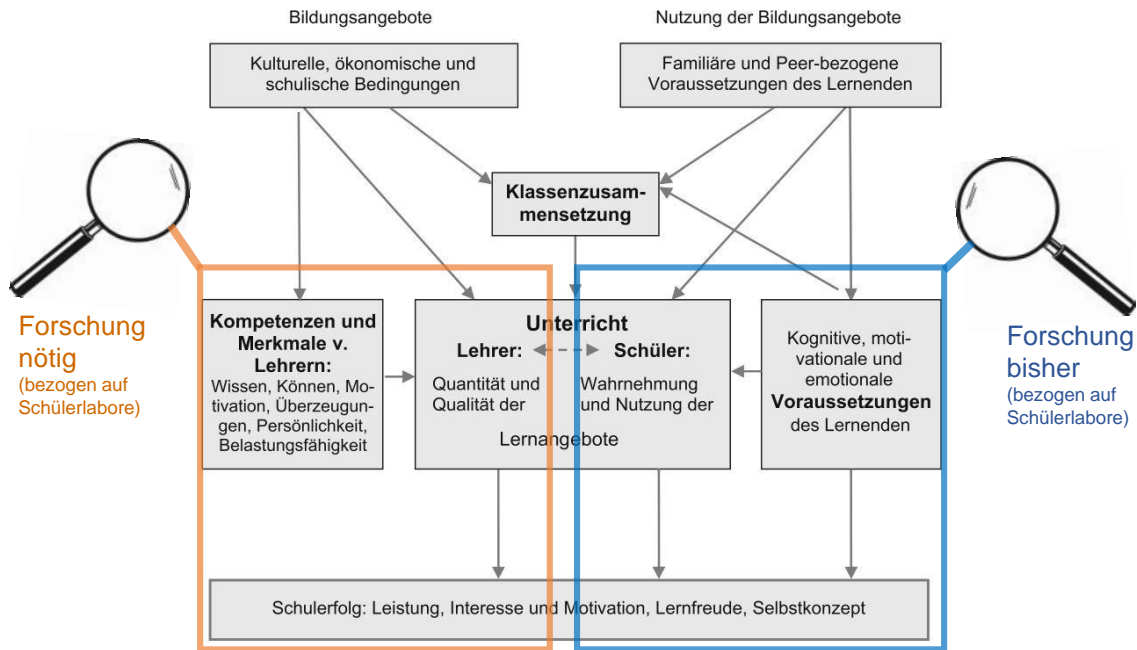 Bildungsangebote
Nutzung der Bildungsangebote
Kulturelle, ökonomische und
schulische Bedingungen
Familiäre und Peer-bezogene
Voraussetzungen des Lernenden
Klassenzusam-
mensetzung
Forschung
nötig
(bezogen auf
Schülerlabore)
Kompetenzen und
Merkmale v.
Lehrern:
Wissen, Können, Mo-
tivation, Überzeugun-
gen, Persönlichkeit,
Belastungsfähigkeit
Unterricht
Lehrer:
Schüler:
Quantität und
Qualität der
Wahrnehmung
und Nutzung der
Lernangebote
Kognitive, moti-
vationale und
emotionale
Voraussetzungen
des Lernenden
Forschung
bisher
(bezogen auf
Schülerlabore)
Schulerfolg: Leistung, Interesse und Motivation, Lernfreude, Selbstkonzept